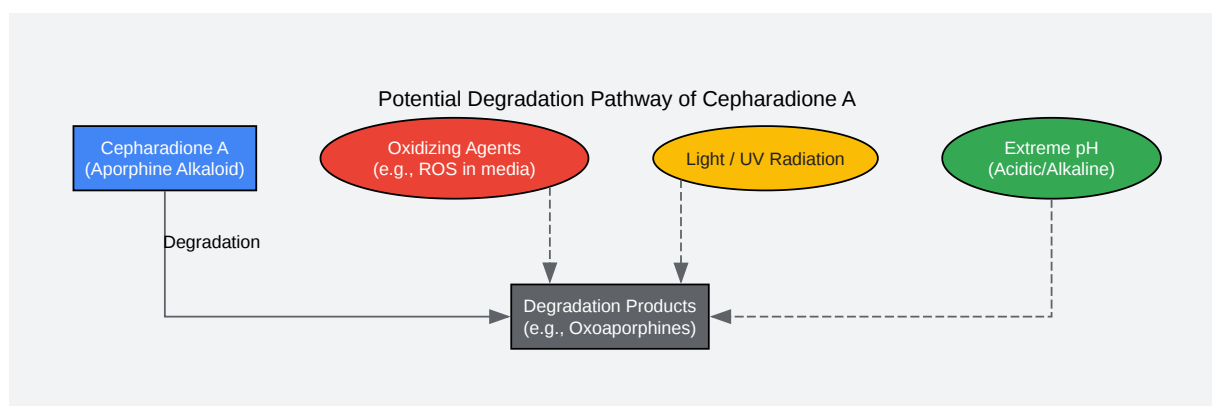 Potential Degradation Pathway of Cepharadione A
Cepharadione A
(Aporphine Alkaloid)
Oxidizing Agents
(e.g., ROS in media)
Light / UV Radiation
Extreme pH
(Acidic/Alkaline)
Degradation
Degradation Products
(e.g., Oxoaporphines)